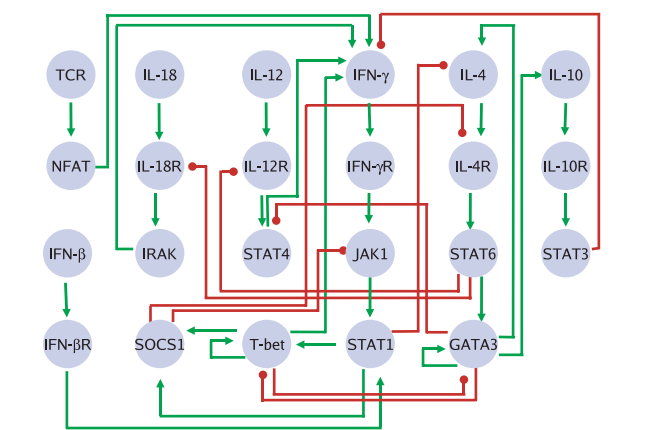 TCR IL-18 IL-12 IFN-γ IL-4 IL-10
NFAT IL-18R IL-12R IFN-γR IL-4R IL-10R
IFN-β IRAK STAT4 JAK1 STAT6 STAT3
IFN-βR SOCS1 T-bet STAT1 GATA3